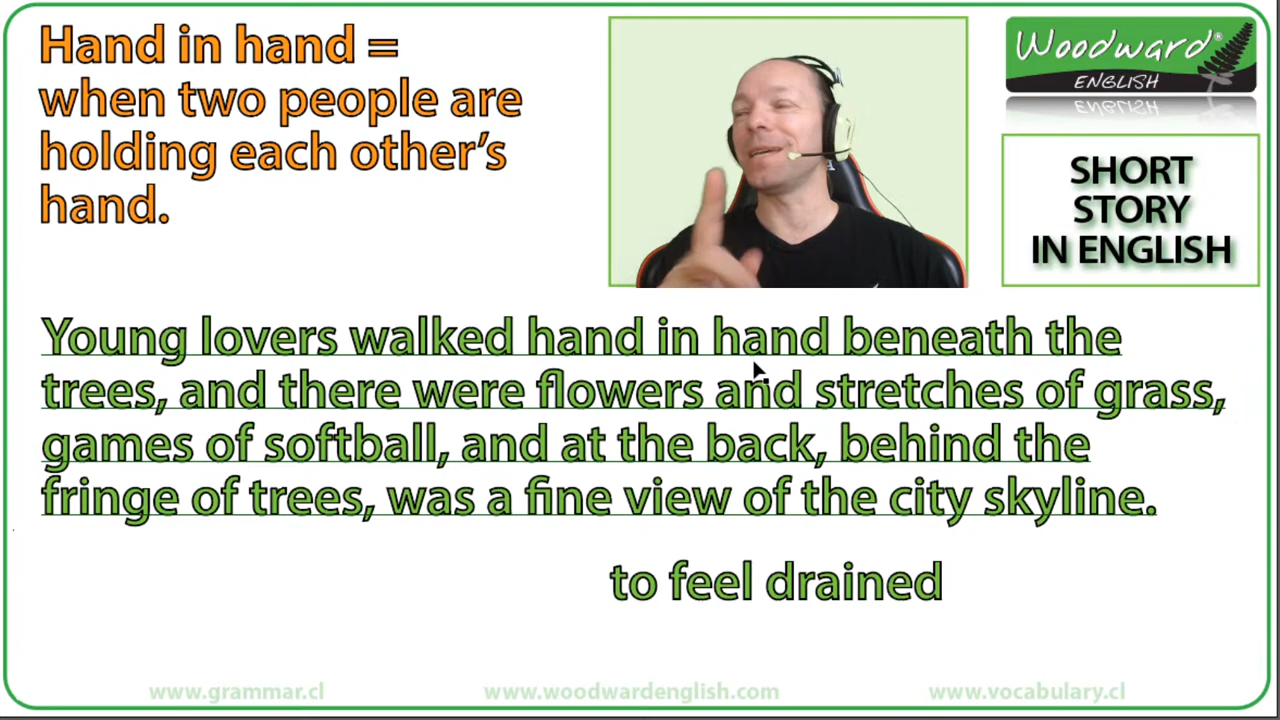 Hand in hand =
when two people are
holding each other's
hand.
Woodward®
ENGLISH
SHORT
STORY
IN ENGLISH
Young lovers walked hand in hand beneath the
trees, and there were flowers and stretches of grass,
games of softball, and at the back, behind the
fringe of trees, was a fine view of the city skyline.
to feel drained
www.grammar.cl
www.woodwardenglish.com
www.vocabulary.cl